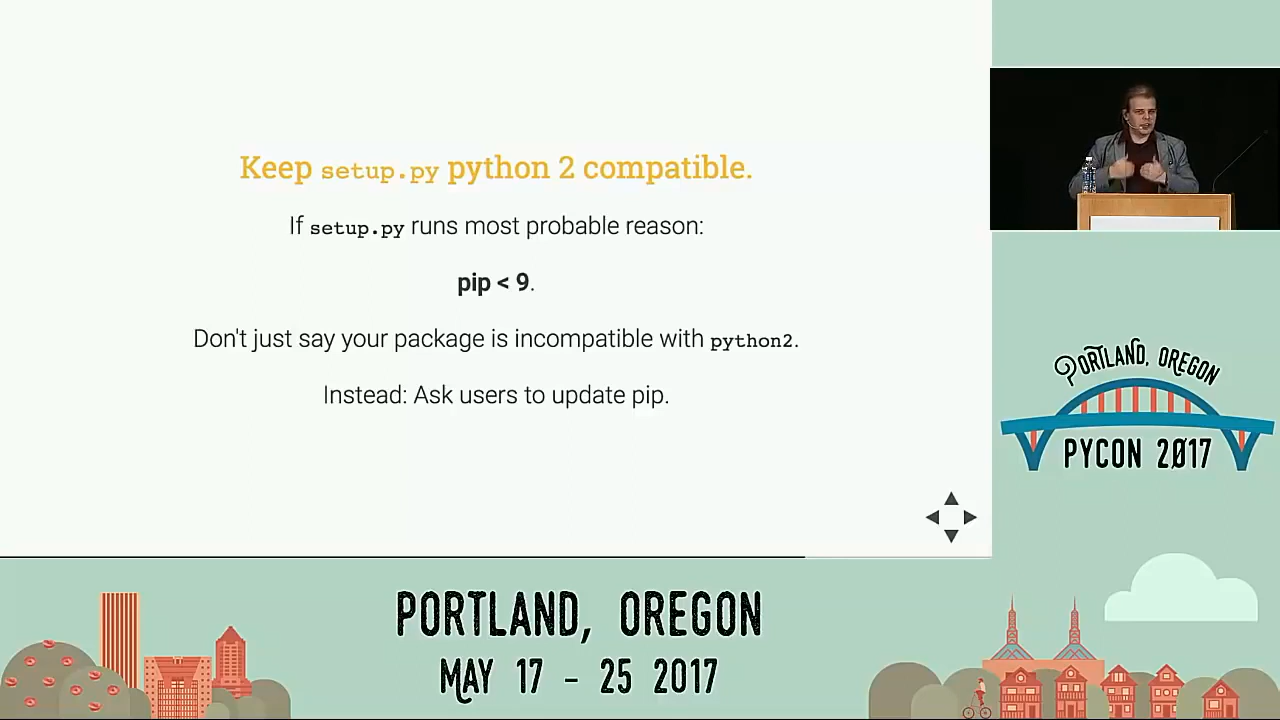 Keep setup.py python 2 compatible.
If setup.py runs most probable reason:
pip < 9.
Don't just say your package is incompatible with python2.
Instead: Ask users to update pip.
PORTLAND, OREGON
PYCON 2017
PORTLAND, OREGON
MAY 17 - 25 2017